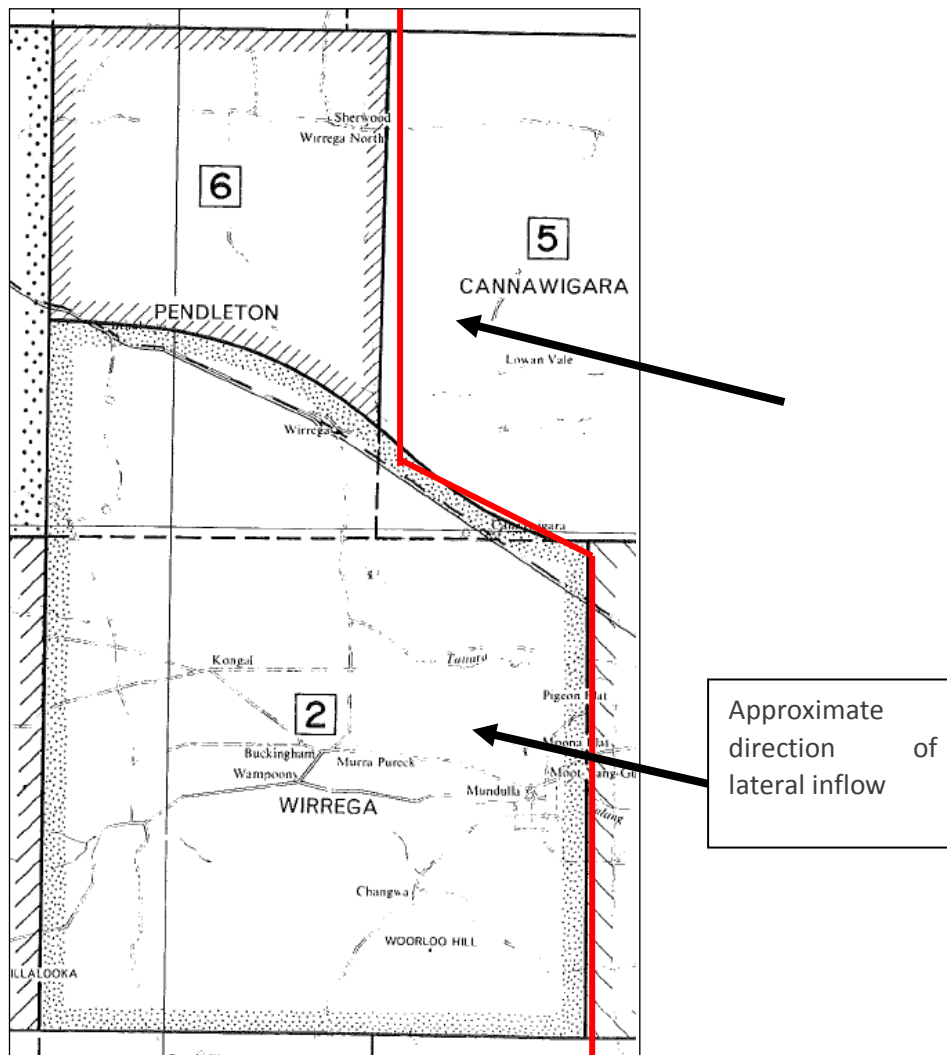 Sherwood
Wirrega North
6
5
CANNAWIGARA
PENDLETON
Lowan Vale
Wirrega
Kongal
Pigeon Flat
2
Buckingham
Murra Pureck
Wampoony
Mundulla
WIRREGA
Changwa
WOORLOO HILL
ILLALOOKA
Approximate
direction of
lateral inflow